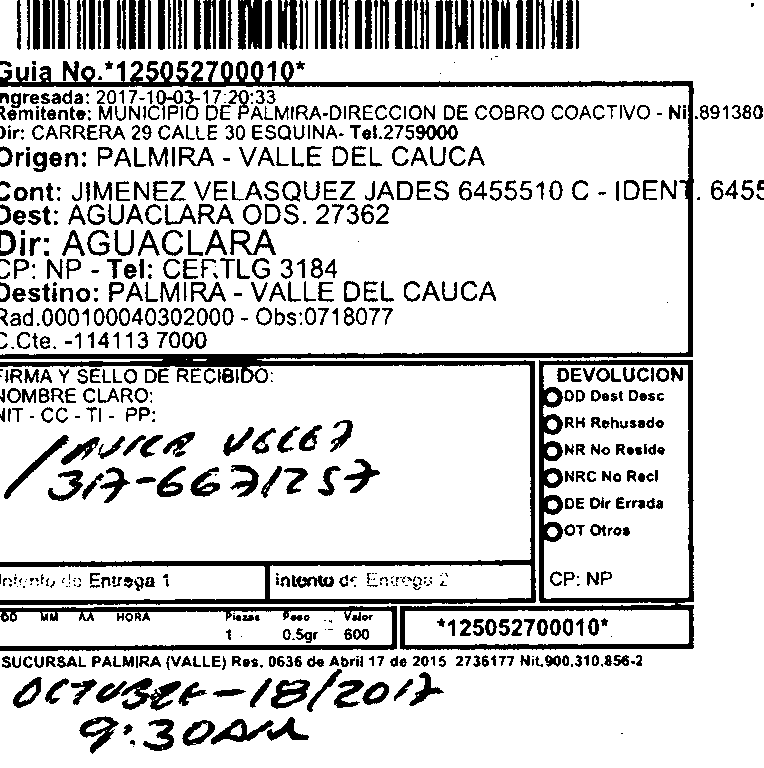 Guia No.*125052700010*
Ingresada: 2017-10-03-17:20:33
Remitente: MUNICIPIO DE PALMIRA-DIRECCION DE COBRO COACTIVO - Nit.891380
Dir: CARRERA 29 CALLE 30 ESQUINA- Tel.2759000
Origen: PALMIRA - VALLE DEL CAUCA
Cont: JIMENEZ VELASQUEZ JADES 6455510 C - IDENT. 6455
Dest: AGUACLARA ODS. 27362
Dir: AGUACLARA
CP: NP - Tel: CERTLG 3184
Destino: PALMIRA - VALLE DEL CAUCA
Rad.000100040302000 - Obs:0718077
C.Cte. -114113 7000
FIRMA Y SELLO DE RECIBIDO:
NOMBRE CLARO:
NIT - CC - TI - PP:
317-6671257
DEVOLUCION
DD Dest Desc
RH Rehusado
NR No Reside
NRC No Recl
DE Dir Errada
OT Otros
CP: NP
Intento de Entrega 1
Intento de Entrega 2
DD MM AA HORA
Piezas Peso Valor
1 0.5gr 600
*125052700010*
SUCURSAL PALMIRA (VALLE) Res. 0636 de Abril 17 de 2015 2736177 Nit.900.310.856-2
OCTUBRE-18/2017
9:30AM